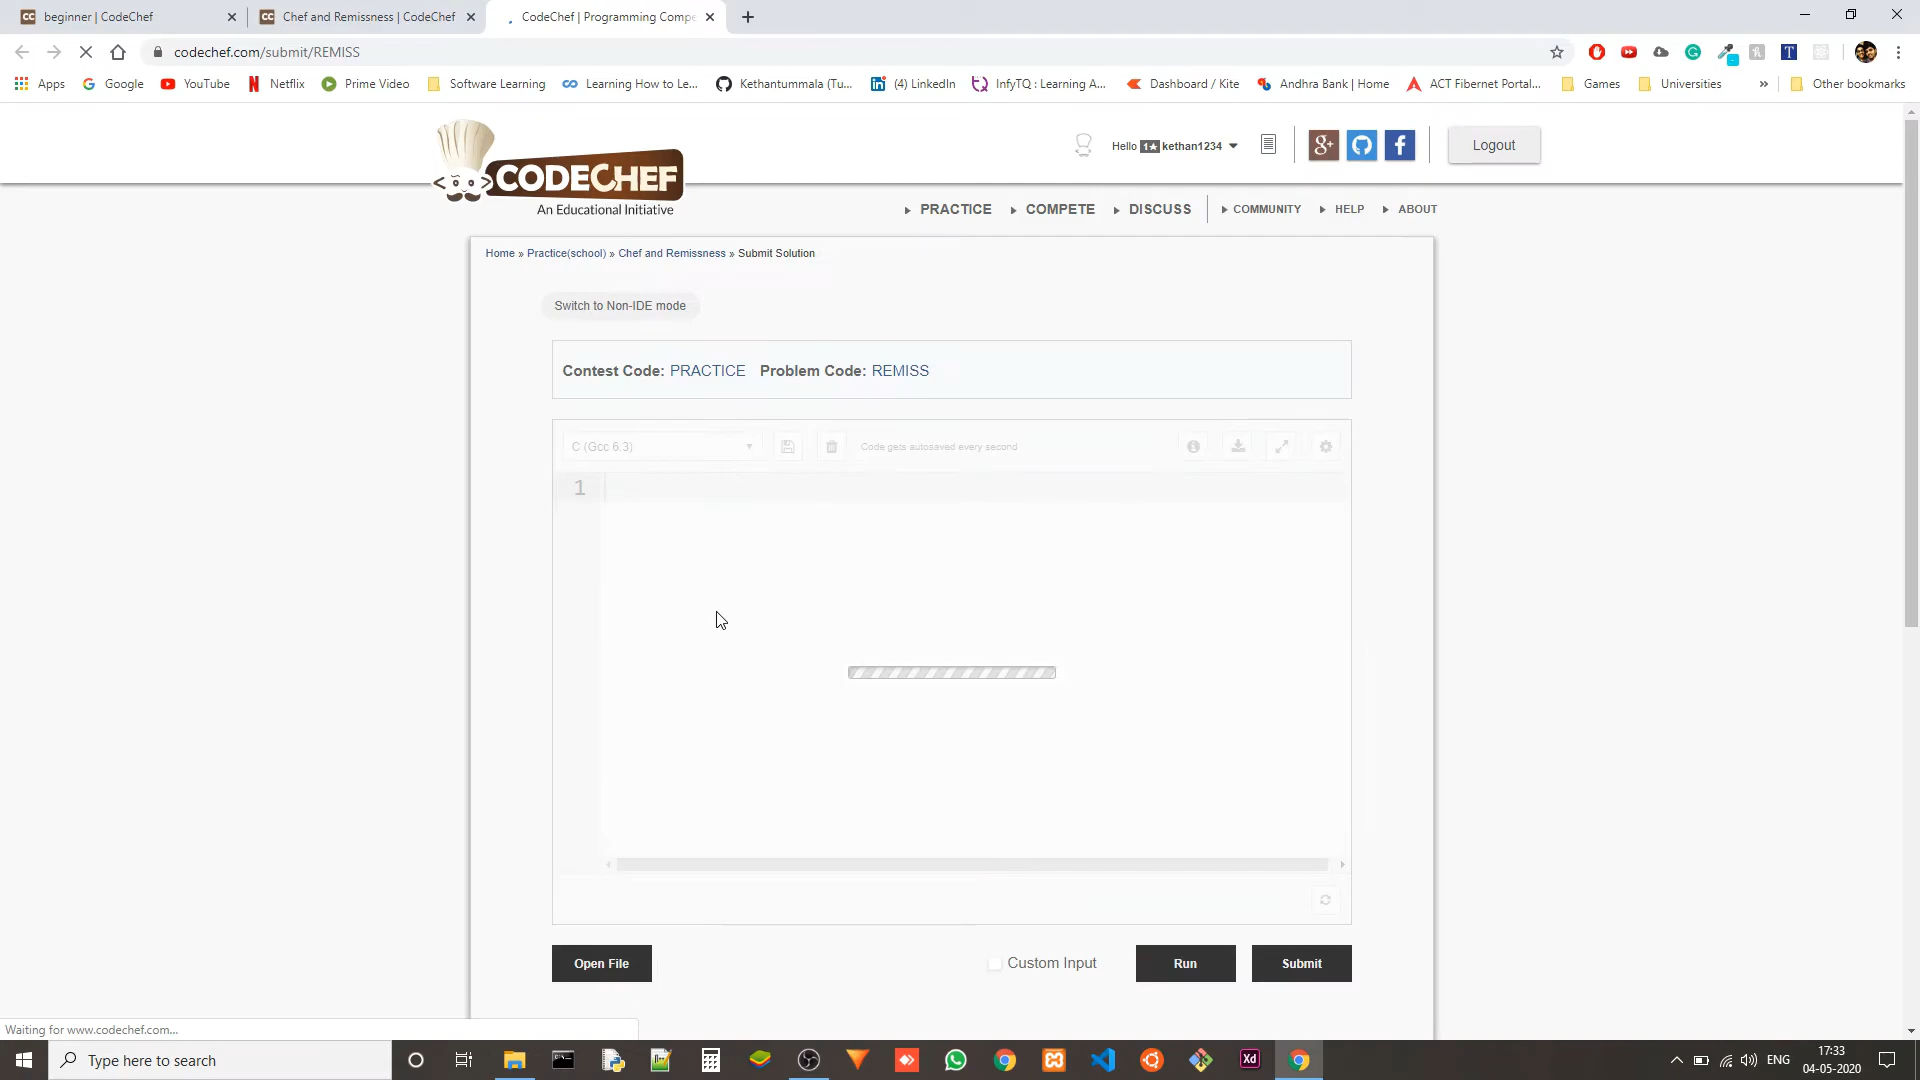 beginner | CodeChef
Chef and Remissness | CodeChef
CodeChef | Programming Compe
codechef.com/submit/REMISS
Apps
Google
YouTube
Netflix
Prime Video
Software Learning
Learning How to Le...
Kethantummala (Tu...
(4) LinkedIn
InfyTQ : Learning A...
Dashboard / Kite
Andhra Bank | Home
ACT Fibernet Portal...
Games
Universities
»
Other bookmarks
CODECHEF
An Educational Initiative
Hello 1★ kethan1234
Logout
PRACTICE
COMPETE
DISCUSS
COMMUNITY
HELP
ABOUT
Home » Practice(school) » Chef and Remissness » Submit Solution
Switch to Non-IDE mode
Contest Code: PRACTICE Problem Code: REMISS
C (Gcc 6.3)
Code gets autosaved every second
1
Open File
Custom Input
Run
Submit
Waiting for www.codechef.com...
Type here to search
Xd
ENG
17:33
04-05-2020